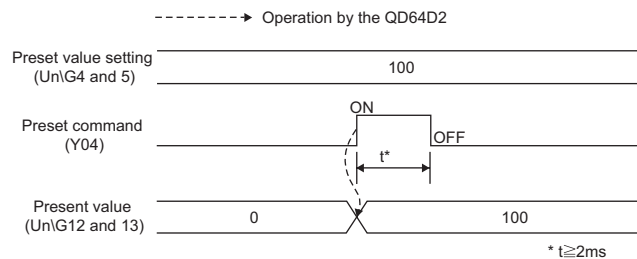 Operation by the QD64D2
Preset value setting
(Un\G4 and 5)
100
Preset command
(Y04)
ON
OFF
t*
Present value
(Un\G12 and 13)
0
100
* t≧2ms